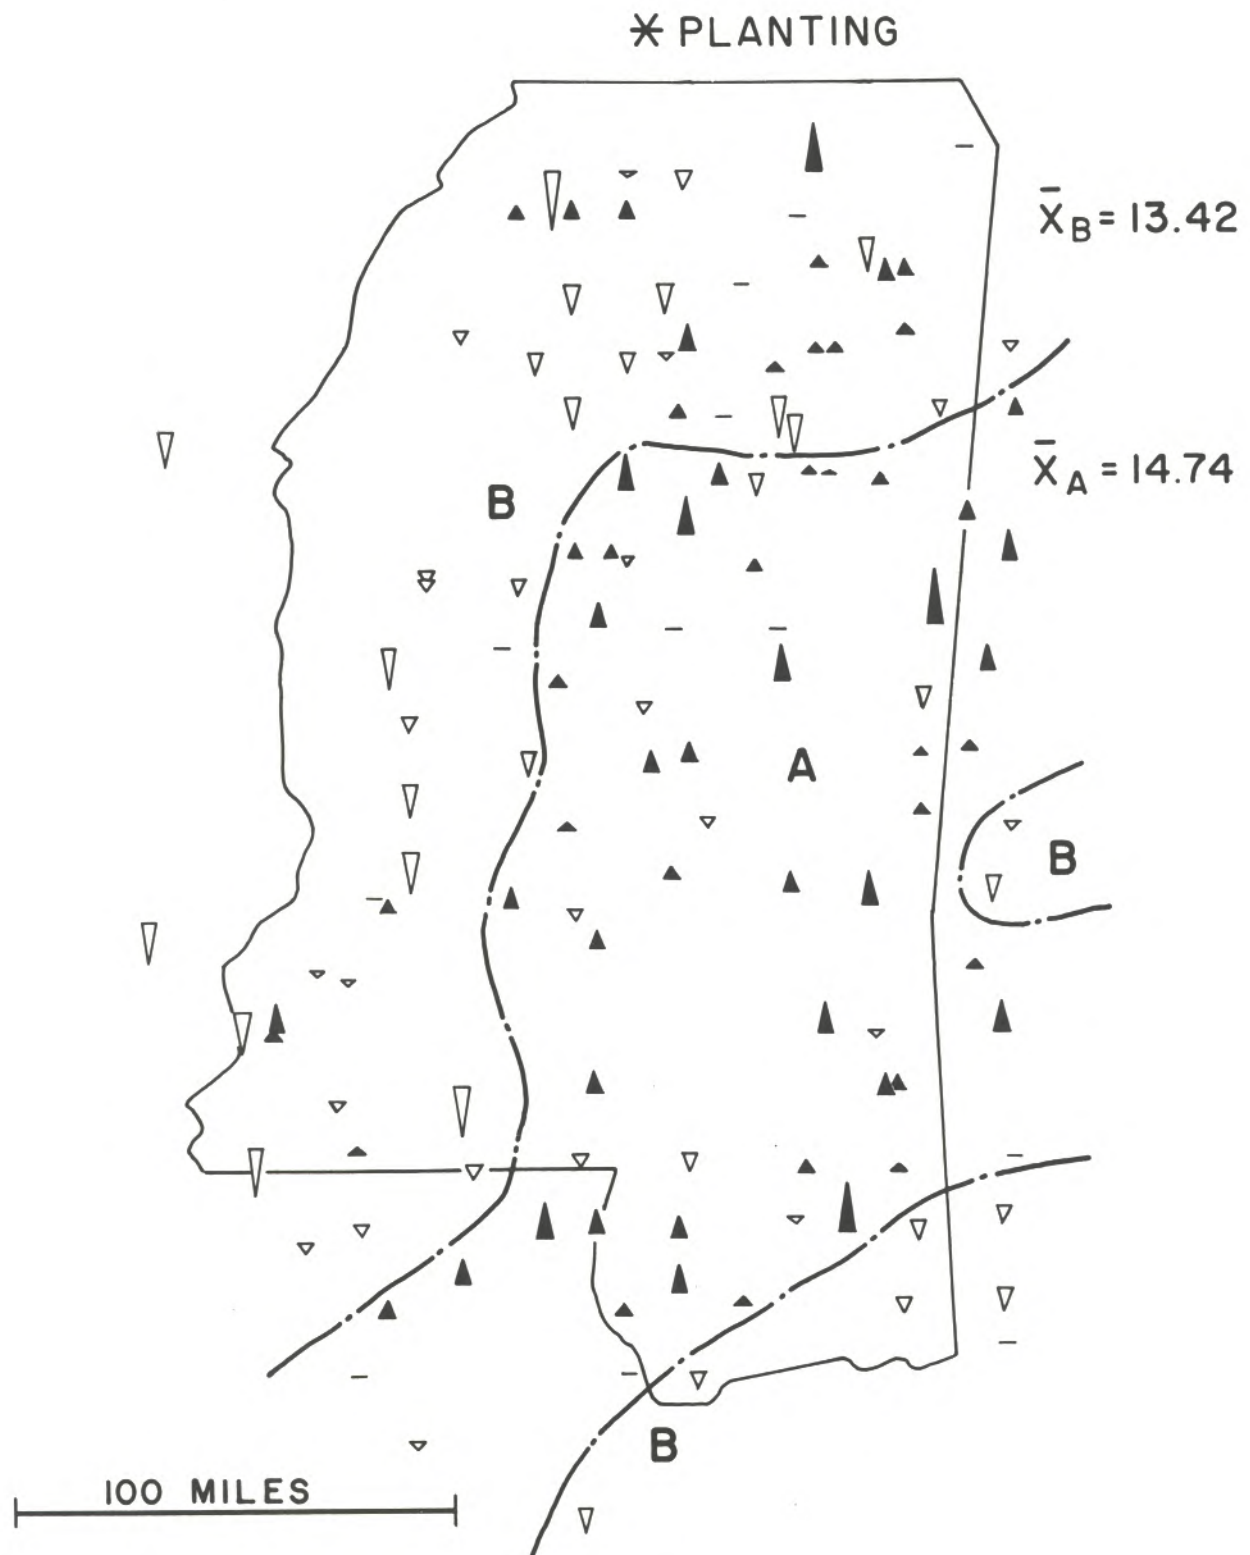 * PLANTING
X̄B = 13.42
X̄A = 14.74
B
A
B
B
100 MILES